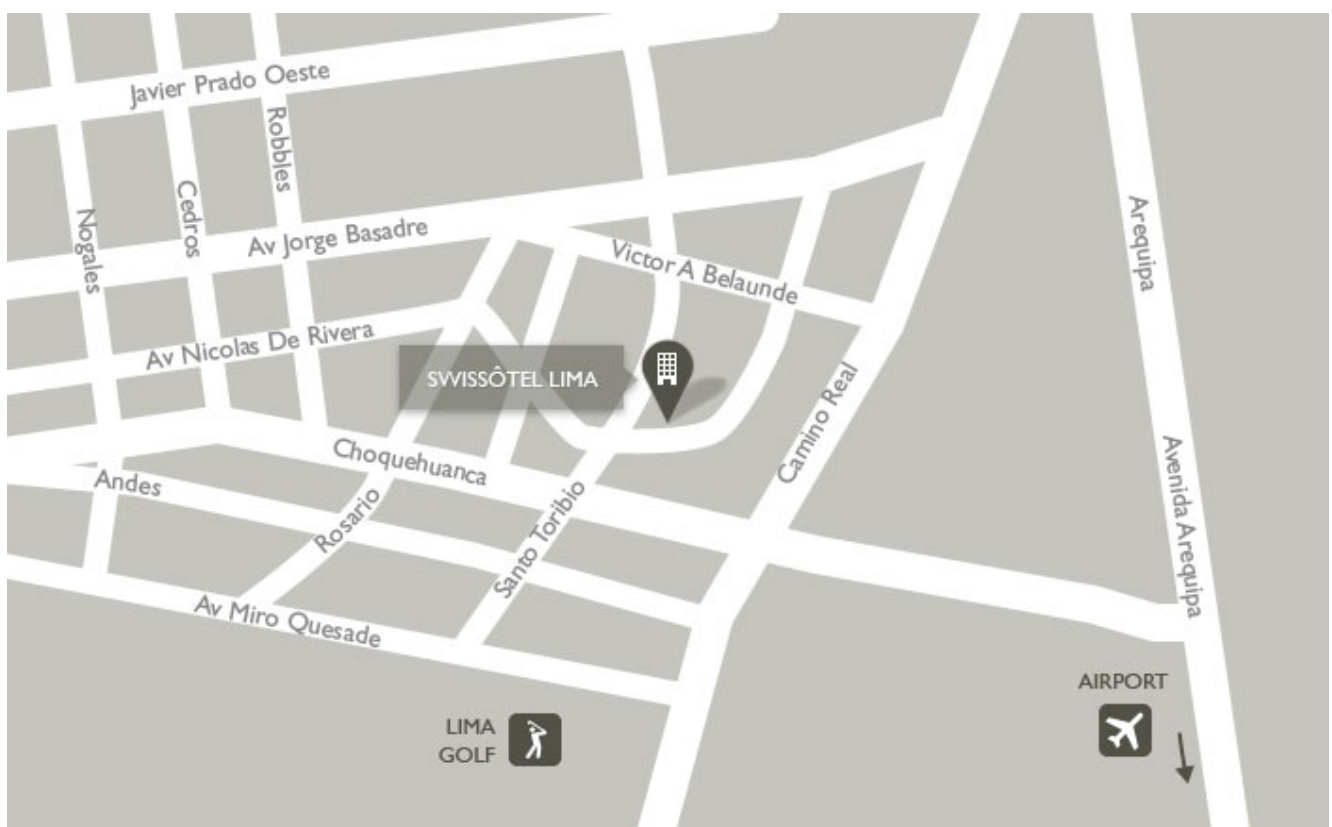 Javier Prado Oeste
Robbles
Cedros
Nogales
Av Jorge Basadre
Victor A Belaunde
Arequipa
Av Nicolas De Rivera
SWISSÔTEL LIMA
Camino Real
Choquehuanca
Andes
Rosario
Santo Toribio
Avenida Arequipa
Av Miro Quesade
AIRPORT
LIMA
GOLF